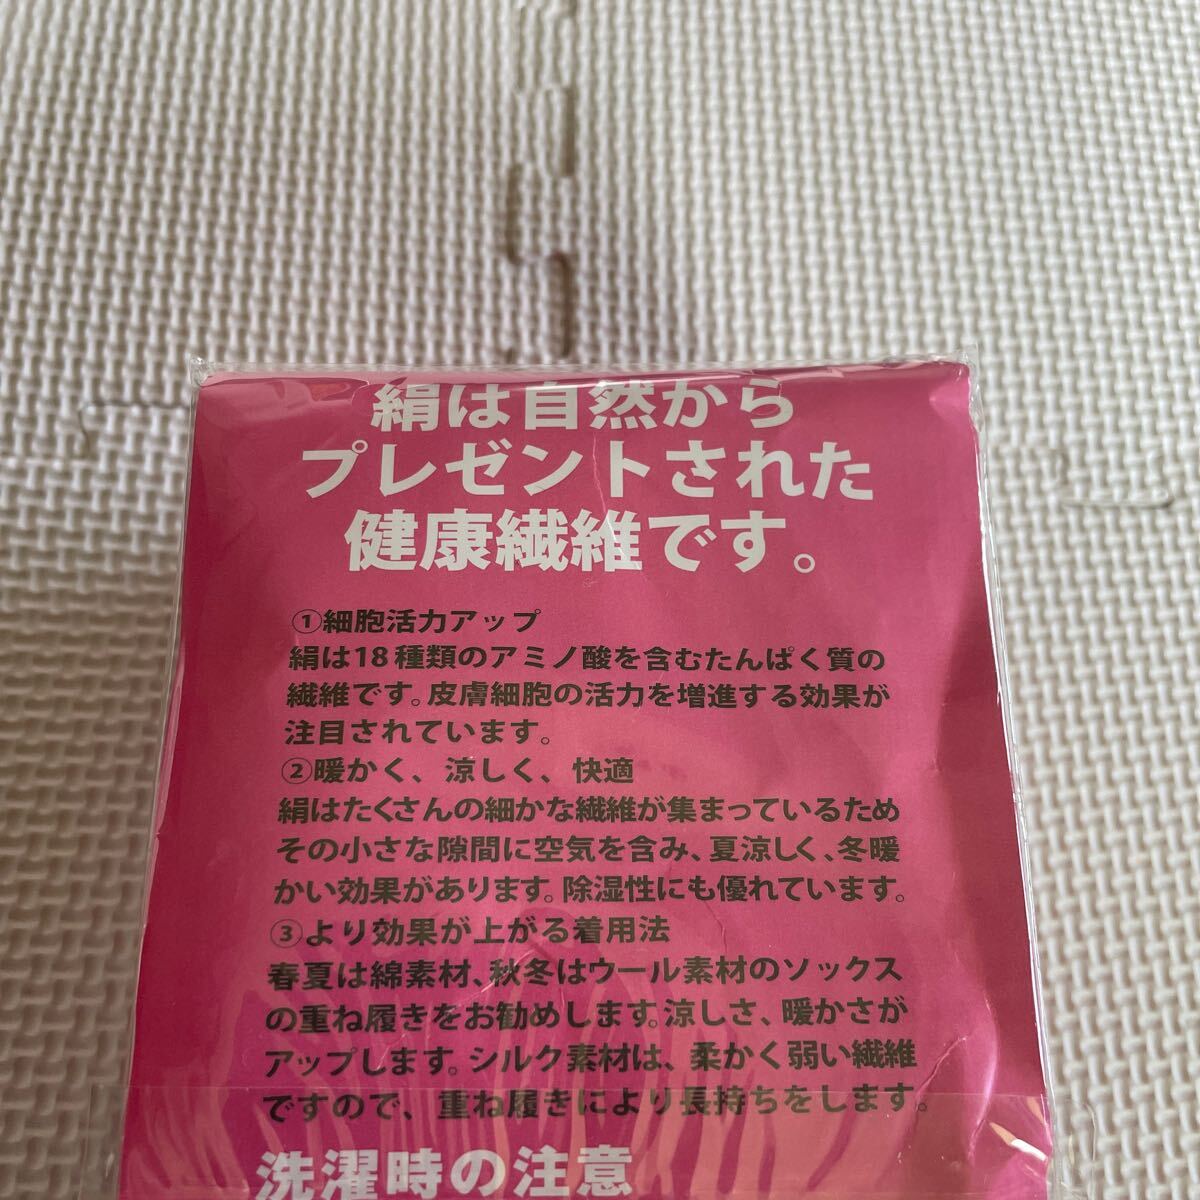 絹は自然から
プレゼントされた
健康繊維です。
①細胞活力アップ
絹は18種類のアミノ酸を含むたんぱく質の
繊維です。皮膚細胞の活力を増進する効果が
注目されています。
②暖かく、涼しく、快適
絹はたくさんの細かな繊維が集まっているため
その小さな隙間に空気を含み、夏涼しく、冬暖
かい効果があります。除湿性にも優れています。
③より効果が上がる着用法
春夏は綿素材、秋冬はウール素材のソックス
の重ね履きをお勧めします。涼しさ、暖かさが
アップします。シルク素材は、柔かく弱い繊維
ですので、重ね履きにより長持ちをします。
洗濯時の注意